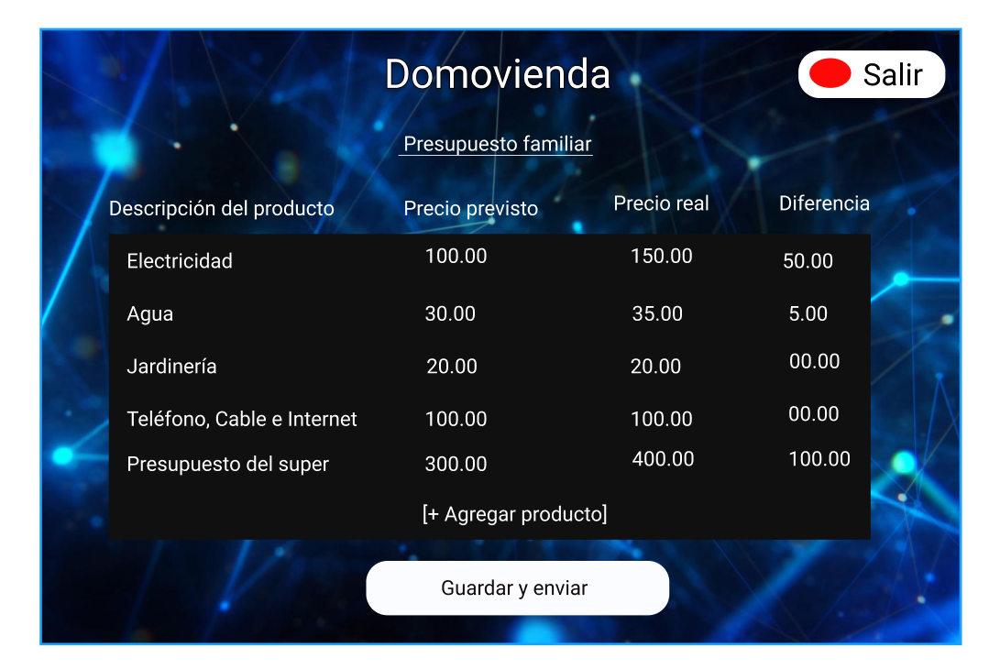 Domovienda
Salir
Presupuesto familiar
Descripción del producto Precio previsto Precio real Diferencia
Electricidad 100.00 150.00 50.00
Agua 30.00 35.00 5.00
Jardinería 20.00 20.00 00.00
Teléfono, Cable e Internet 100.00 100.00 00.00
Presupuesto del super 300.00 400.00 100.00
[+ Agregar producto]
Guardar y enviar